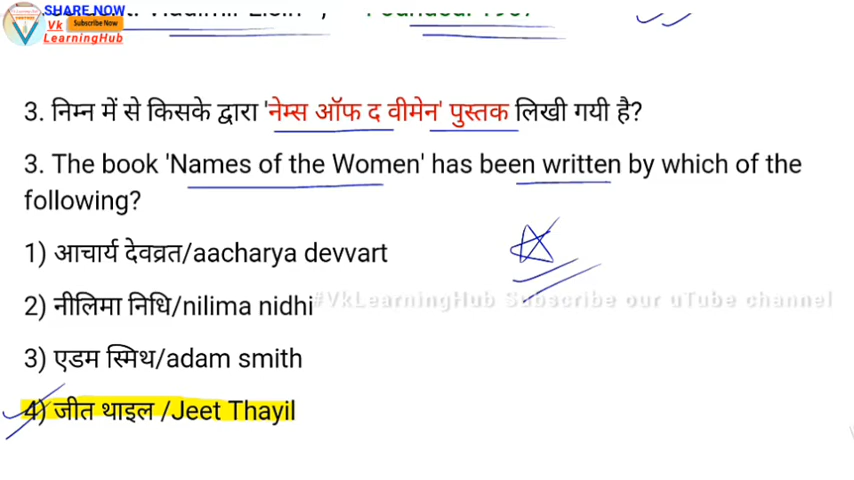 SHARE NOW
Vk
Subscribe Now
LearningHub
3. निम्न में से किसके द्वारा 'नेम्स ऑफ द वीमेन' पुस्तक लिखी गयी है?
3. The book 'Names of the Women' has been written by which of the
following?
1) आचार्य देवव्रत/aacharya devvart
2) नीलिमा निधि/nilima nidhi
#VkLearningHub Subscribe our uTube channel
3) एडम स्मिथ/adam smith
4) जीत थाइल /Jeet Thayil